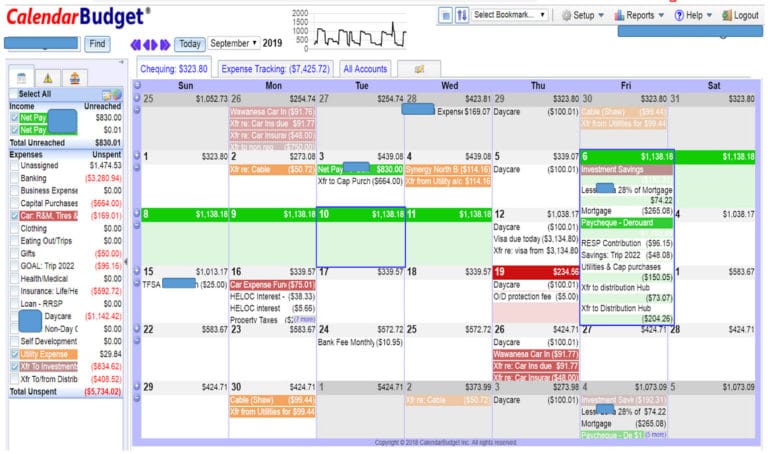 CalendarBudget®
Find
Today September 2019
2000
1500
1000
500
0
Select Bookmark...
Setup Reports Help Logout
Chequing: $323.80 Expense Tracking: ($7,425.72) All Accounts
Select All
Income Unreached
Net Pay $830.00
Net Pay $0.01
Total Unreached $830.01
Expenses Unspent
Unassigned $1,474.53
Banking ($3,280.94)
Business Expense $0.00
Capital Purchases ($664.00)
Car: R&M, Tires & ($169.01)
Clothing $0.00
Eating Out/Trips $0.00
Gifts ($50.00)
GOAL: Trip 2022 ($96.16)
Health/Medical $0.00
Insurance: Life/He ($592.72)
Loan - RRSP $0.00
Daycare ($1,142.42)
Non-Day C $0.00
Self Development $0.00
Utility Expense $29.84
Xfr To Investment ($834.62)
Xfr To/from Distrib ($408.52)
Total Unspent ($5,734.02)
Sun Mon Tue Wed Thu Fri Sat
25 $1,052.73 26 $254.74 27 $254.74 28 $423.81 29 $323.80 30 $323.80 31 $323.80
Wawanesa Car In ($91.76)
Xfr re: Car Ins due $91.77
Xfr re: Car Insurar ($48.00)
Xfr to non reg ($750.00)
Expens $169.07
Daycare ($100.01)
Cable (Shaw) ($99.44)
Xfr from Utilities for $99.44
1 $323.80 2 $273.08 3 $439.08 4 $439.08 5 $339.07 6 $1,138.18
Xfr re: Cable ($50.72)
Net Pay $830.00
Xfr to Cap Purch ($664.00)
Synergy North B ($114.16)
Xfr from Utility a/c $114.16
Daycare ($100.01)
Investment Savings
Less 28% of Mortgage
$74.22
Mortgage ($265.08)
Paycheque - Derouard
RESP Contribution ($96.15)
Savings: Trip 2022 ($48.08)
Utilities & Cap purchases
($150.05)
Xfr to distribution Hub
($73.07)
Xfr to Distribution Hub
($204.26)
$1,138.18
8 $1,138.18 9 $1,138.18 10 $1,138.18 11 $1,138.18 12 $1,038.17 4 $1,038.17
Daycare ($100.01)
Visa due today ($3,134.80)
Xfr re: visa from $3,134.80
15 $1,013.17 16 $339.57 17 $339.57 18 $339.57 19 $234.56 1 $583.67
TFSA ($25.00)
Car Expense Fun ($75.01)
HELOC Interest - ($38.33)
HELOC interest ($5.66)
Property Taxes (7 more)
Daycare ($100.01)
O/D protection fee ($5.00)
22 $583.67 23 $583.67 24 $572.72 25 $572.72 26 $424.71 27 $424.71 28 $424.71
Bank Fee Monthly ($10.95)
Daycare ($100.01)
Wawanesa Car In ($91.77)
Xfr re: Car Ins due $91.77
Xfr re: Car Insurar ($48.00)
29 $424.71 30 $424.71 1 $424.71 2 $373.99 3 $273.98 4 $1,073.09 5 $1,073.09
Cable (Shaw) ($99.44)
Xfr from Utilities for $99.44
Xfr re: Cable ($50.72)
Daycare ($100.01)
Investment Savi ($192.31)
Less 28% of $74.22
Mortgage ($265.08)
Paycheque - De (5 more)
Copyright © 2018 CalendarBudget Inc. All rights reserved.